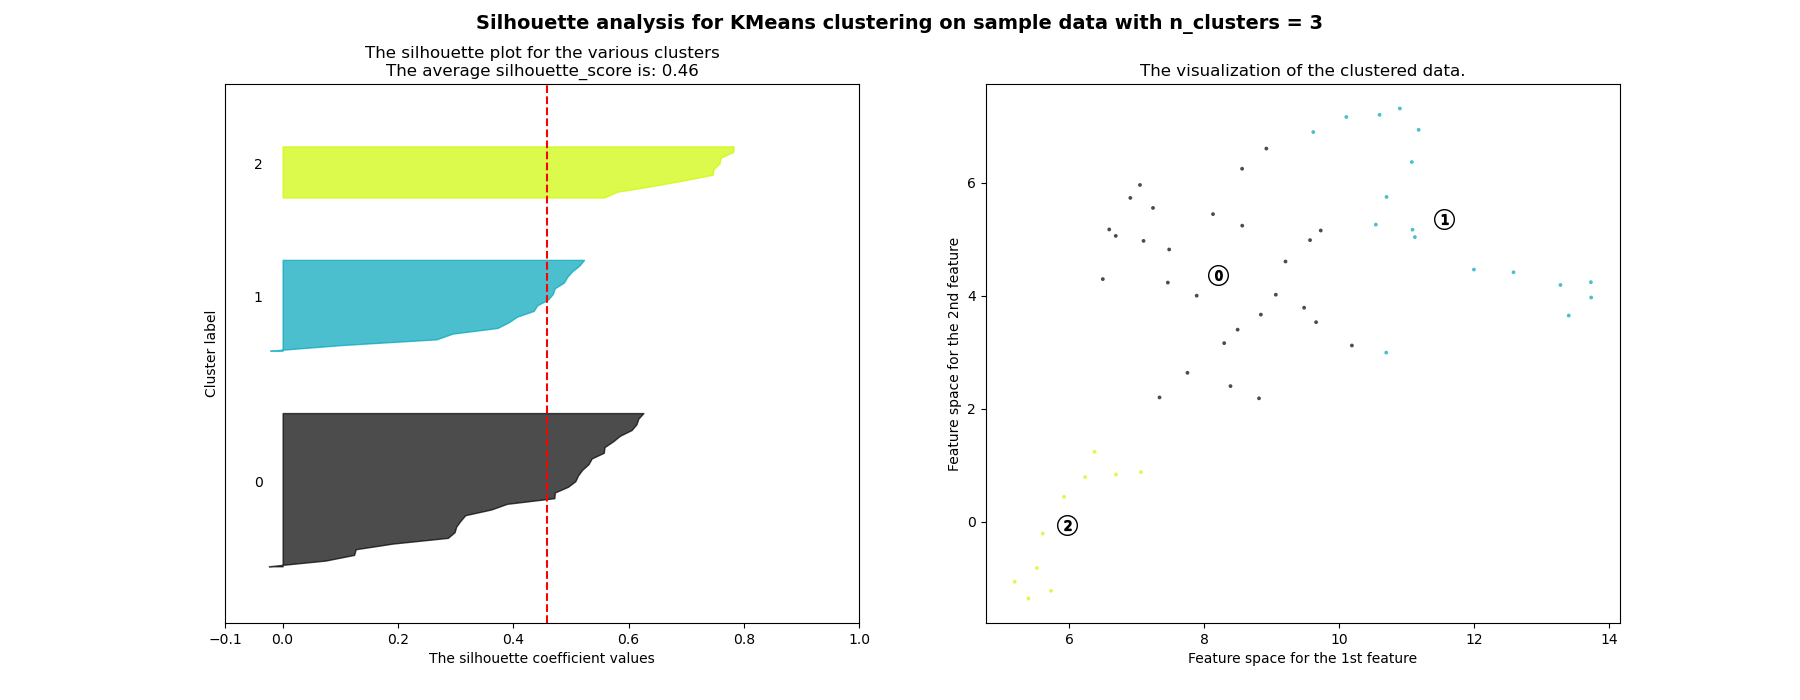 Silhouette analysis for KMeans clustering on sample data with n_clusters = 3
The silhouette plot for the various clusters
The average silhouette_score is: 0.46
2
1
0
Cluster label
−0.1 0.0 0.2 0.4 0.6 0.8 1.0
The silhouette coefficient values
The visualization of the clustered data.
6
4
2
0
Feature space for the 2nd feature
1
0
2
6 8 10 12 14
Feature space for the 1st feature